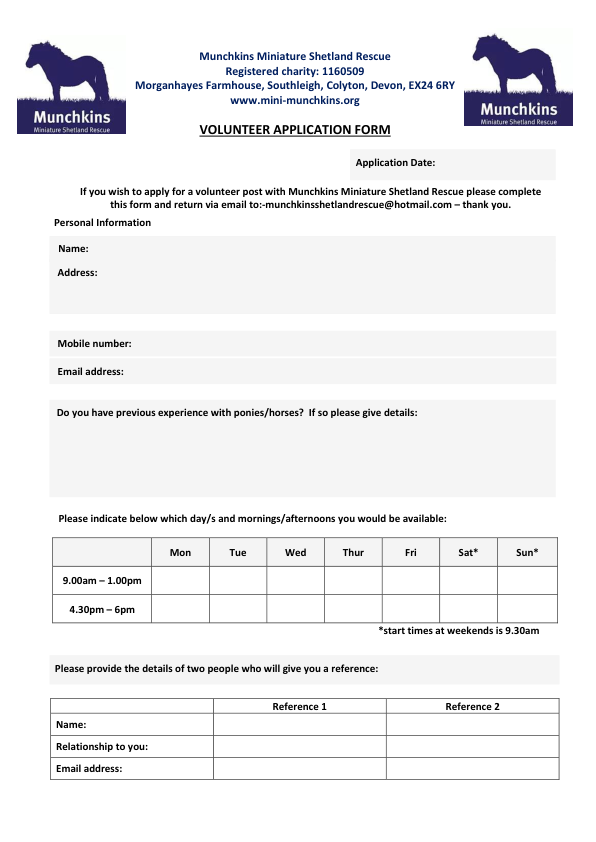 Munchkins
Miniature Shetland Rescue
Munchkins Miniature Shetland Rescue
Registered charity: 1160509
Morganhayes Farmhouse, Southleigh, Colyton, Devon, EX24 6RY
www.mini-munchkins.org
Munchkins
Miniature Shetland Rescue
VOLUNTEER APPLICATION FORM
Application Date:
If you wish to apply for a volunteer post with Munchkins Miniature Shetland Rescue please complete
this form and return via email to:-munchkinsshetlandrescue@hotmail.com – thank you.
Personal Information
Name:
Address:
Mobile number:
Email address:
Do you have previous experience with ponies/horses? If so please give details:
Please indicate below which day/s and mornings/afternoons you would be available:
Mon Tue Wed Thur Fri Sat* Sun*
9.00am – 1.00pm
4.30pm – 6pm
*start times at weekends is 9.30am
Please provide the details of two people who will give you a reference:
Reference 1 Reference 2
Name:
Relationship to you:
Email address: